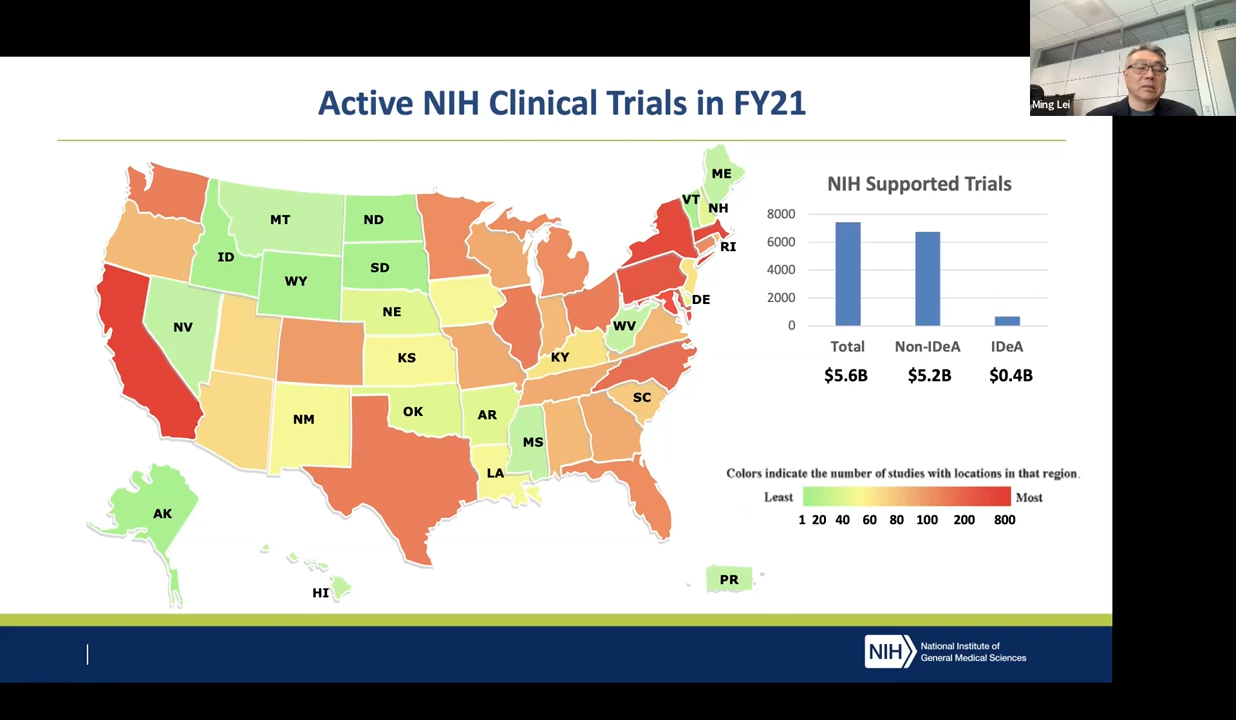 Ming Lei
Active NIH Clinical Trials in FY21
ME
VT
NH
MT
ND
RI
ID
SD
WY
DE
NE
NV
WV
KS
KY
SC
OK
AR
NM
MS
LA
AK
HI
PR
NIH Supported Trials
8000
6000
4000
2000
0
Total Non-IDeA IDeA
$5.6B $5.2B $0.4B
Colors indicate the number of studies with locations in that region.
Least Most
1 20 40 60 80 100 200 800
NIH
National Institute of
General Medical Sciences